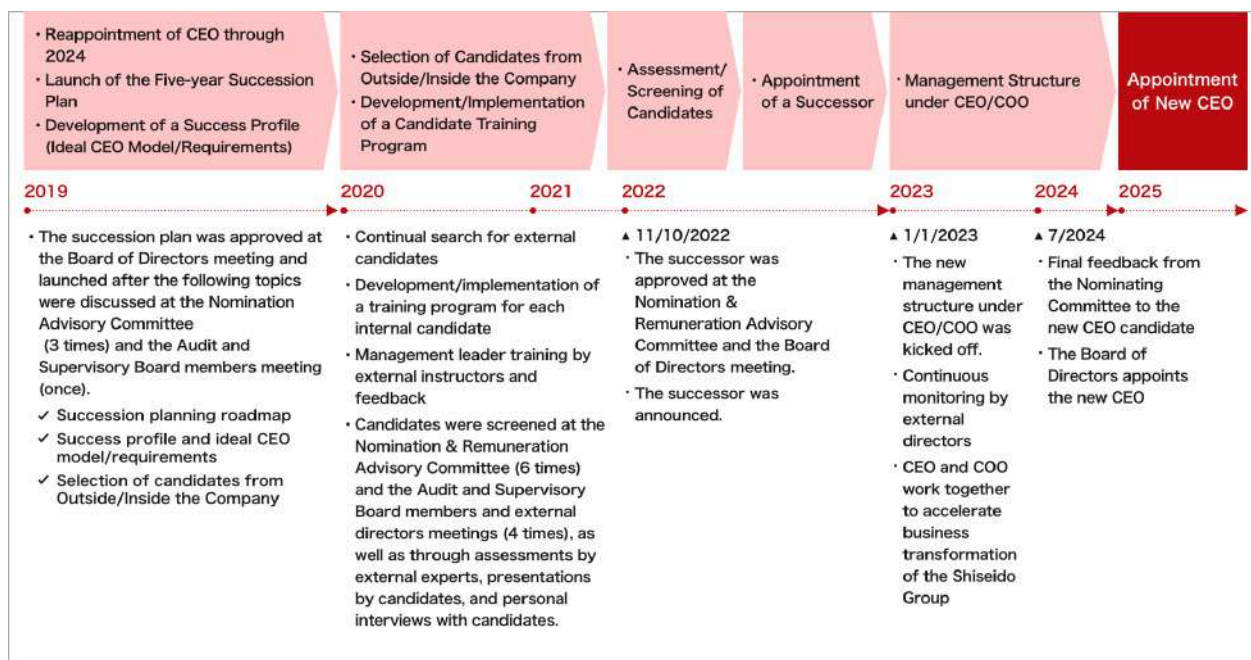 ・Reappointment of CEO through
2024
・Launch of the Five-year Succession
Plan
・Development of a Success Profile
(Ideal CEO Model/Requirements)
・Selection of Candidates from
Outside/Inside the Company
・Development/Implementation
of a Candidate Training
Program
・Assessment/
Screening of
Candidates
・Appointment
of a Successor
・Management Structure
under CEO/COO
Appointment
of New CEO
2019
2020
2021
2022
2023
2024
2025
・The succession plan was approved at
the Board of Directors meeting and
launched after the following topics
were discussed at the Nomination
Advisory Committee
(3 times) and the Audit and
Supervisory Board members meeting
(once).
✓ Succession planning roadmap
✓ Success profile and ideal CEO
model/requirements
✓ Selection of candidates from
Outside/Inside the Company
・Continual search for external
candidates
・Development/implementation of
a training program for each
internal candidate
・Management leader training by
external instructors and
feedback
・Candidates were screened at the
Nomination & Remuneration
Advisory Committee (6 times)
and the Audit and Supervisory
Board members and external
directors meetings (4 times), as
well as through assessments by
external experts, presentations
by candidates, and personal
interviews with candidates.
▲ 11/10/2022
・The successor was
approved at the
Nomination &
Remuneration Advisory
Committee and the Board
of Directors meeting.
・The successor was
announced.
▲ 1/1/2023
・The new
management
structure under
CEO/COO was
kicked off.
・Continuous
monitoring by
external
directors
・CEO and COO
work together
to accelerate
business
transformation
of the Shiseido
Group
▲ 7/2024
・Final feedback from
the Nominating
Committee to the
new CEO candidate
・The Board of
Directors appoints
the new CEO